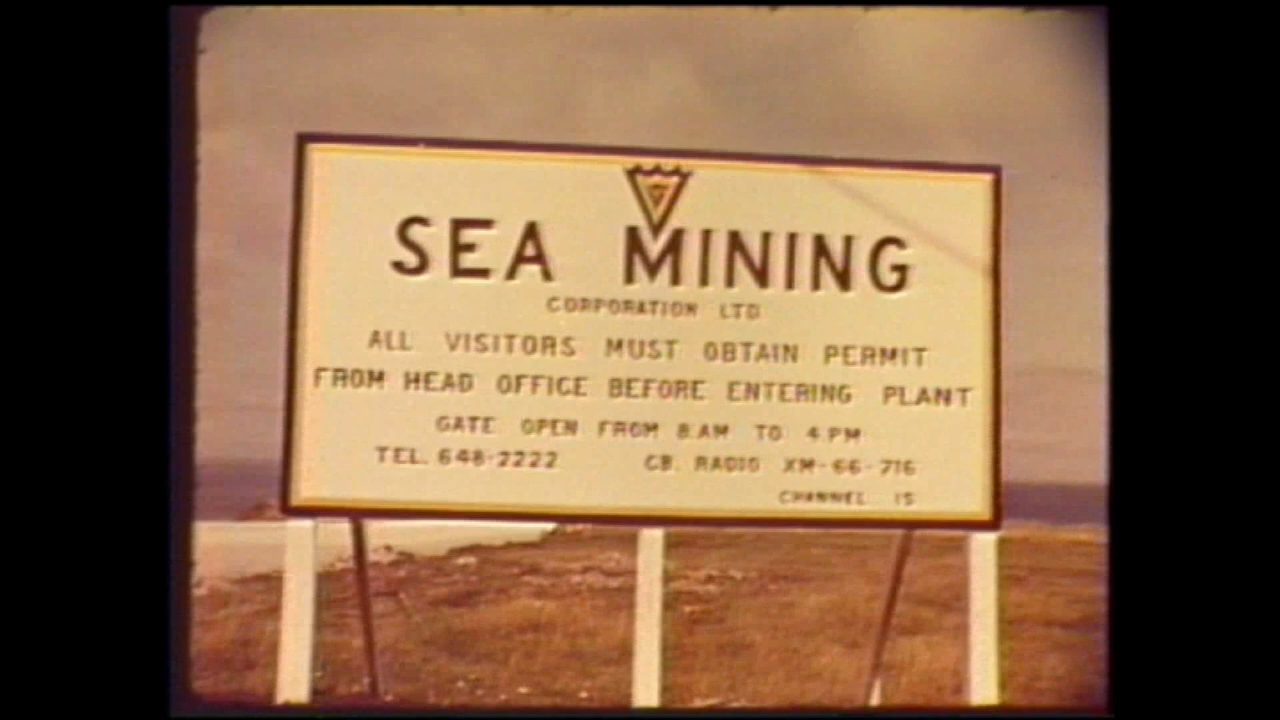 SEA MINING
CORPORATION LTD
ALL VISITORS MUST OBTAIN PERMIT
FROM HEAD OFFICE BEFORE ENTERING PLANT
GATE OPEN FROM 8 AM TO 4 PM
TEL. 648-2222 CB. RADIO XM-66-716
CHANNEL 15